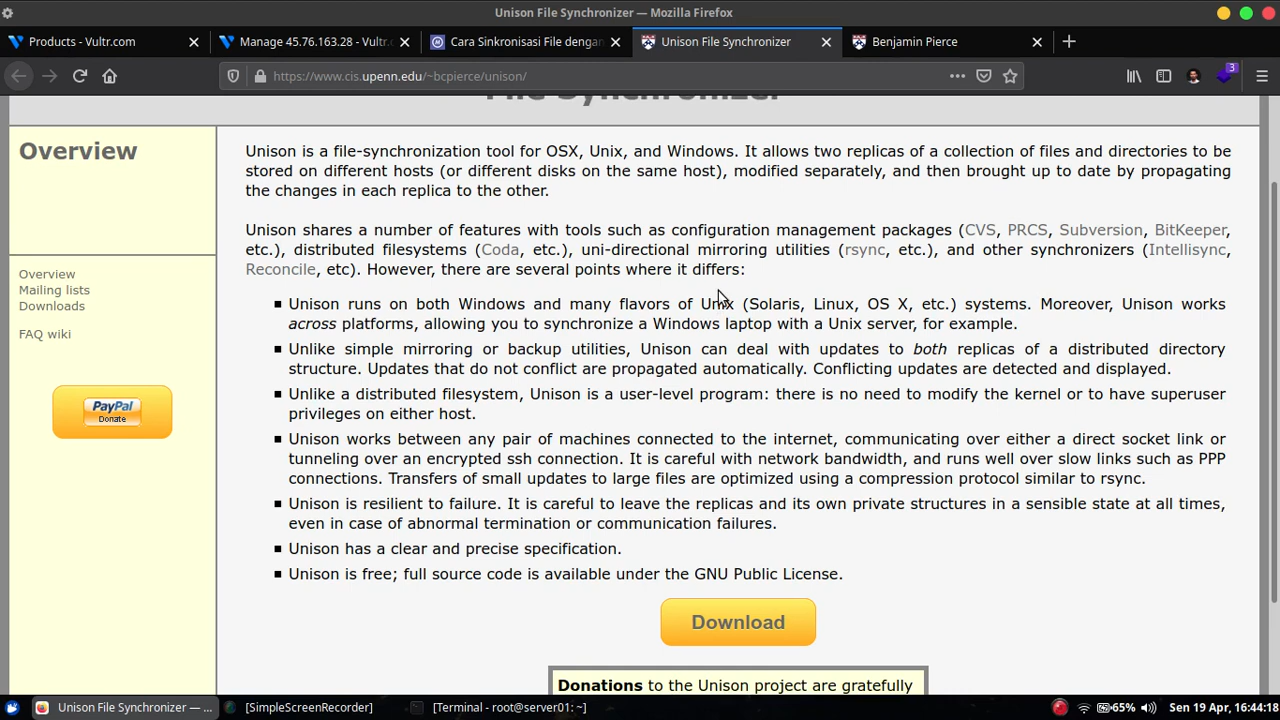 Unison File Synchronizer — Mozilla Firefox
Products - Vultr.com
Manage 45.76.163.28 - Vultr.c
Cara Sinkronisasi File dengan
Unison File Synchronizer
Benjamin Pierce
https://www.cis.upenn.edu/~bcpierce/unison/
3
File Synchronizer
Overview
Unison is a file-synchronization tool for OSX, Unix, and Windows. It allows two replicas of a collection of files and directories to be
stored on different hosts (or different disks on the same host), modified separately, and then brought up to date by propagating
the changes in each replica to the other.
Unison shares a number of features with tools such as configuration management packages (CVS, PRCS, Subversion, BitKeeper,
etc.), distributed filesystems (Coda, etc.), uni-directional mirroring utilities (rsync, etc.), and other synchronizers (Intellisync,
Reconcile, etc). However, there are several points where it differs:
Overview
Mailing lists
Downloads
FAQ wiki
PayPal
Donate
Unison runs on both Windows and many flavors of Unix (Solaris, Linux, OS X, etc.) systems. Moreover, Unison works
across platforms, allowing you to synchronize a Windows laptop with a Unix server, for example.
Unlike simple mirroring or backup utilities, Unison can deal with updates to both replicas of a distributed directory
structure. Updates that do not conflict are propagated automatically. Conflicting updates are detected and displayed.
Unlike a distributed filesystem, Unison is a user-level program: there is no need to modify the kernel or to have superuser
privileges on either host.
Unison works between any pair of machines connected to the internet, communicating over either a direct socket link or
tunneling over an encrypted ssh connection. It is careful with network bandwidth, and runs well over slow links such as PPP
connections. Transfers of small updates to large files are optimized using a compression protocol similar to rsync.
Unison is resilient to failure. It is careful to leave the replicas and its own private structures in a sensible state at all times,
even in case of abnormal termination or communication failures.
Unison has a clear and precise specification.
Unison is free; full source code is available under the GNU Public License.
Download
Donations to the Unison project are gratefully
Unison File Synchronizer — ...
[SimpleScreenRecorder]
[Terminal - root@server01: ~]
65%
Sen 19 Apr, 16:44:18